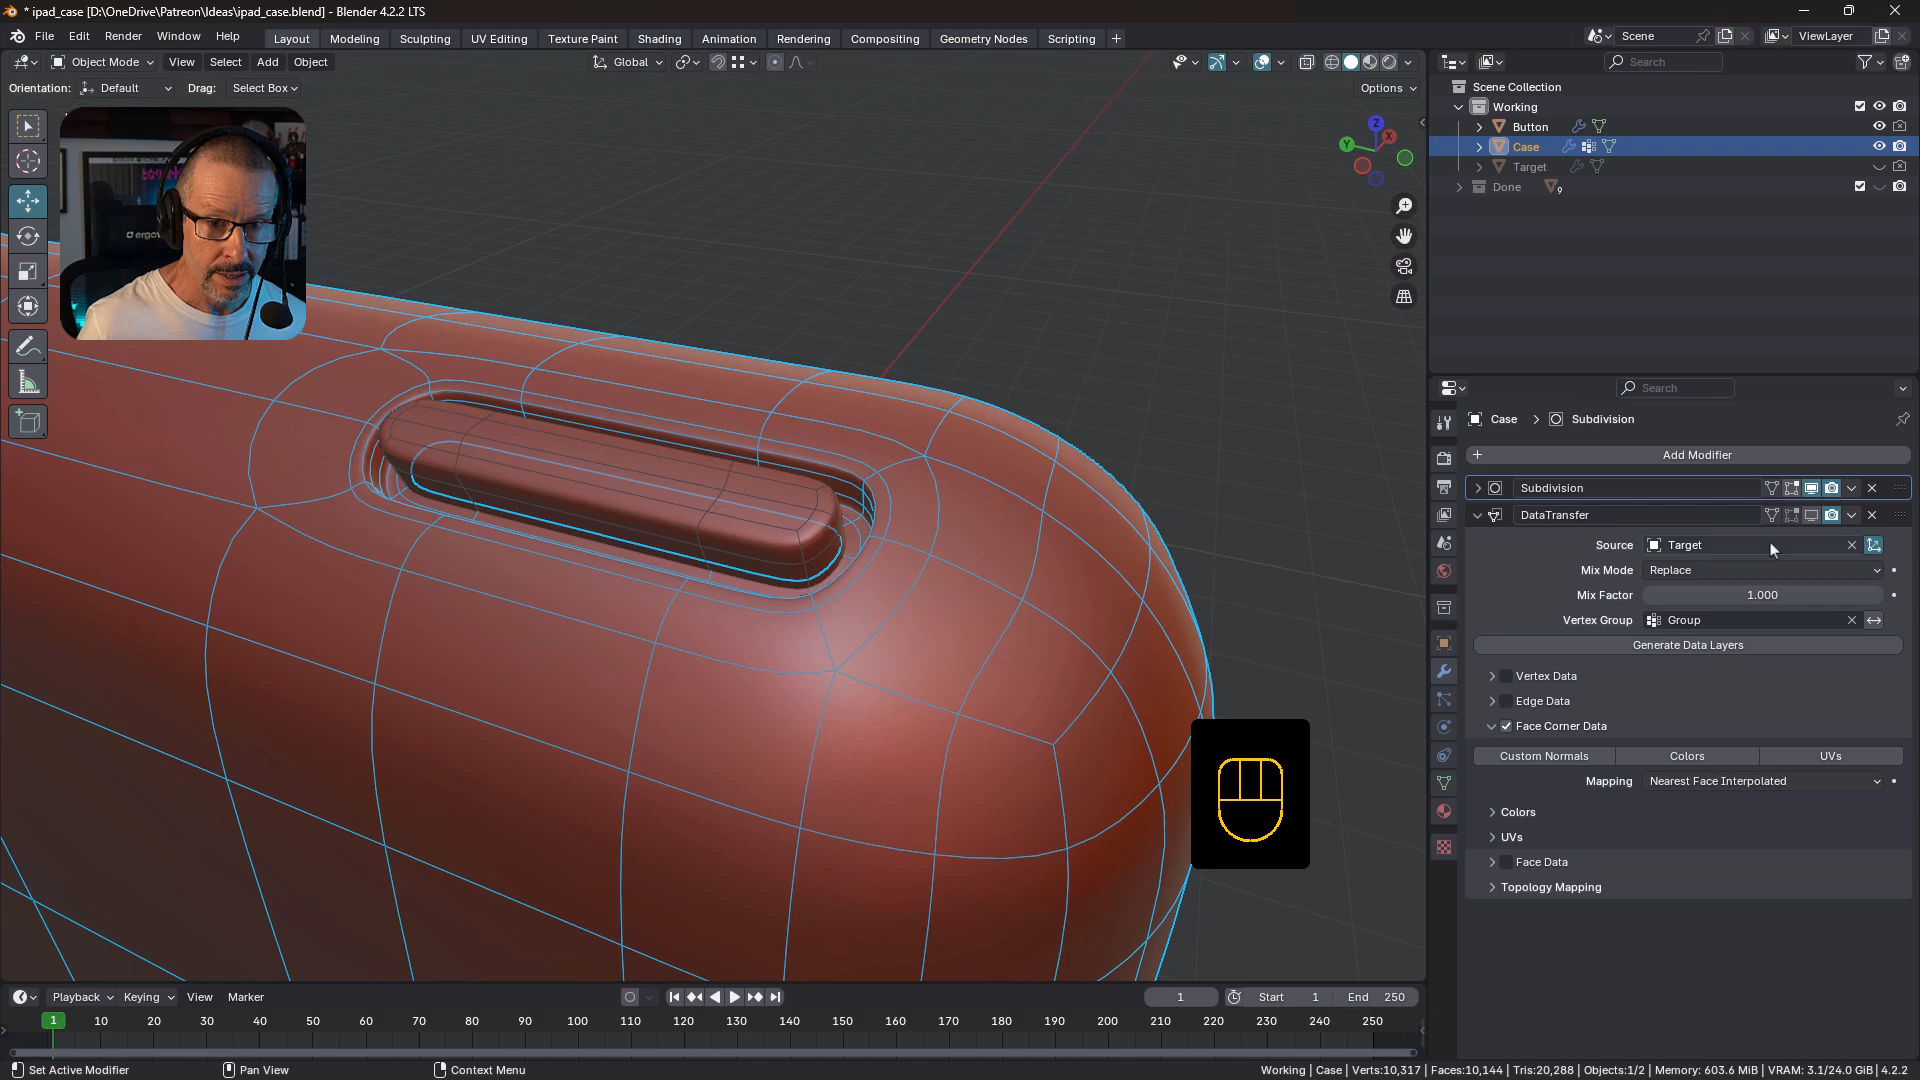 * ipad_case [D:\OneDrive\Patreon\Ideas\ipad_case.blend] - Blender 4.2.2 LTS
File Edit Render Window Help Layout Modeling Sculpting UV Editing Texture Paint Shading Animation Rendering Compositing Geometry Nodes Scripting + Scene ViewLayer
Object Mode View Select Add Object Global Search
Orientation: Default Drag: Select Box Options
Scene Collection
Working
Button
Case
Target
Done 9
X
Y
Z
ergo
Search
Case > Subdivision
+ Add Modifier
Subdivision
DataTransfer
Source Target
Mix Mode Replace
Mix Factor 1.000
Vertex Group Group
Generate Data Layers
Vertex Data
Edge Data
Face Corner Data
Custom Normals Colors UVs
Mapping Nearest Face Interpolated
Colors
UVs
Face Data
Topology Mapping
Playback Keying View Marker 1 Start 1 End 250
1 10 20 30 40 50 60 70 80 90 100 110 120 130 140 150 160 170 180 190 200 210 220 230 240 250
Set Active Modifier Pan View Context Menu Working | Case | Verts:10,317 | Faces:10,144 | Tris:20,288 | Objects:1/2 | Memory: 603.6 MiB | VRAM: 3.1/24.0 GiB | 4.2.2